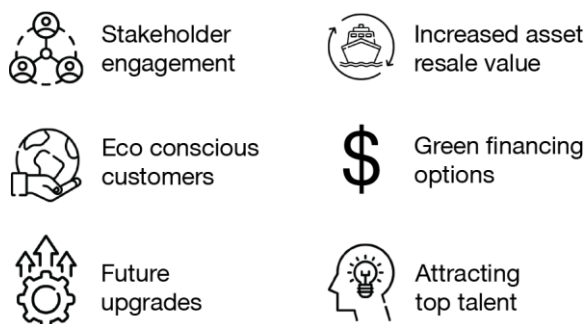 Stakeholder
engagement
Increased asset
resale value
Eco conscious
customers
$
Green financing
options
Future
upgrades
Attracting
top talent